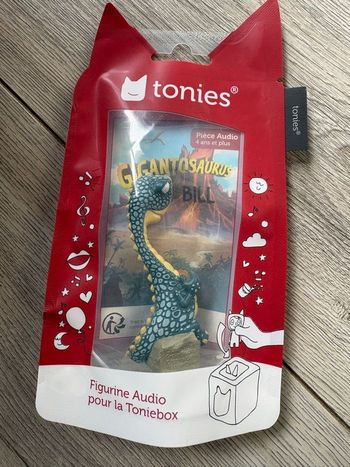 tonies®
tonies
Pièce Audio
4 ans et plus
GIGANTOSAURUS
BILL
Figurine Audio
pour la Toniebox